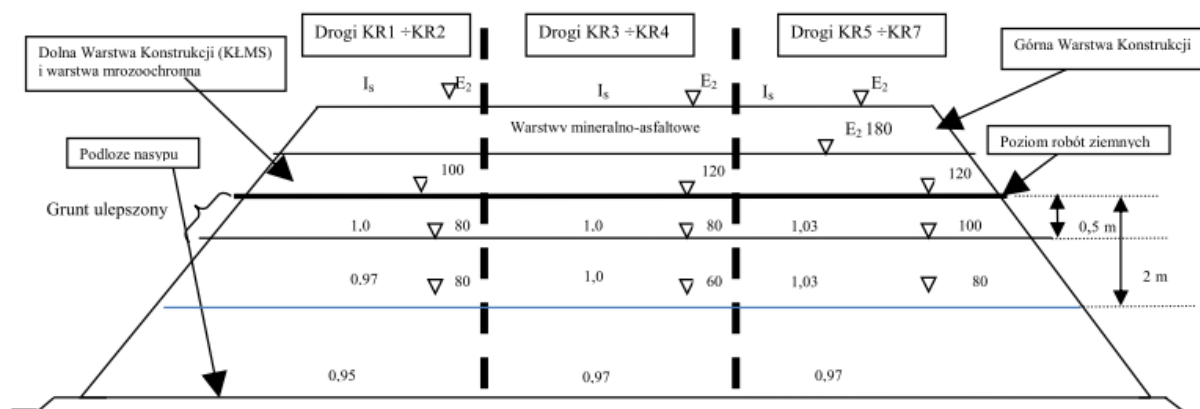 Drogi KR1 ÷KR2
Drogi KR3 ÷KR4
Drogi KR5 ÷KR7
Dolna Warstwa Konstrukcji (KŁMS)
i warstwa mrozoochronna
Górna Warstwa Konstrukcji
Is E2 Is E2 Is E2
Warstwy mineralno-asfaltowe
E2 180
Podloze nasypu
Poziom robót ziemnych
100 120 120
Grunt ulepszony
1.0 80 1.0 80 1,03 100 0,5 m
0.97 80 1,0 60 1,03 80 2 m
0,95 0,97 0,97